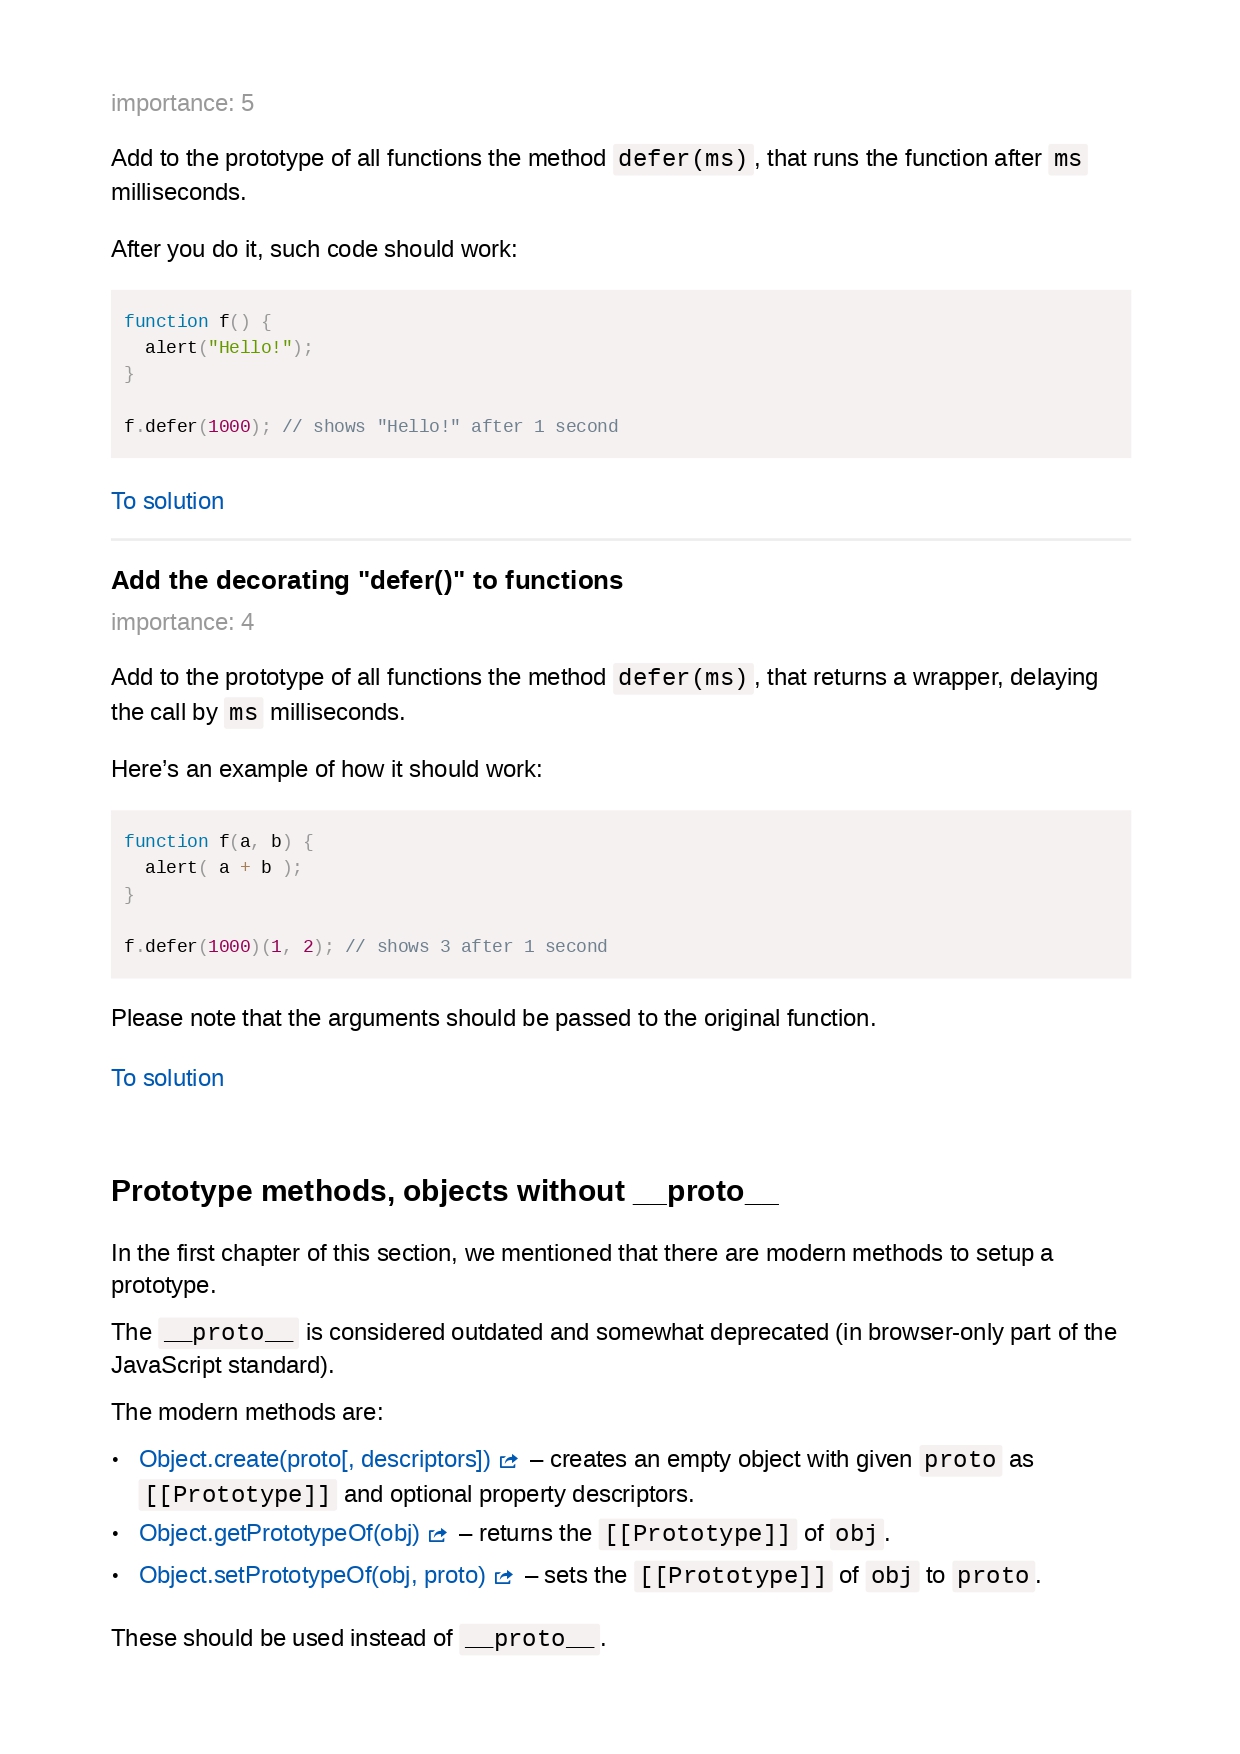 importance: 5
Add to the prototype of all functions the method defer(ms), that runs the function after ms
milliseconds.
After you do it, such code should work:
function f() {
  alert("Hello!");
}
f.defer(1000); // shows "Hello!" after 1 second
To solution
Add the decorating "defer()" to functions
importance: 4
Add to the prototype of all functions the method defer(ms), that returns a wrapper, delaying
the call by ms milliseconds.
Here’s an example of how it should work:
function f(a, b) {
  alert( a + b );
}
f.defer(1000)(1, 2); // shows 3 after 1 second
Please note that the arguments should be passed to the original function.
To solution
Prototype methods, objects without __proto__
In the first chapter of this section, we mentioned that there are modern methods to setup a
prototype.
The __proto__ is considered outdated and somewhat deprecated (in browser-only part of the
JavaScript standard).
The modern methods are:
• Object.create(proto[, descriptors]) – creates an empty object with given proto as
[[Prototype]] and optional property descriptors.
• Object.getPrototypeOf(obj) – returns the [[Prototype]] of obj.
• Object.setPrototypeOf(obj, proto) – sets the [[Prototype]] of obj to proto.
These should be used instead of __proto__.